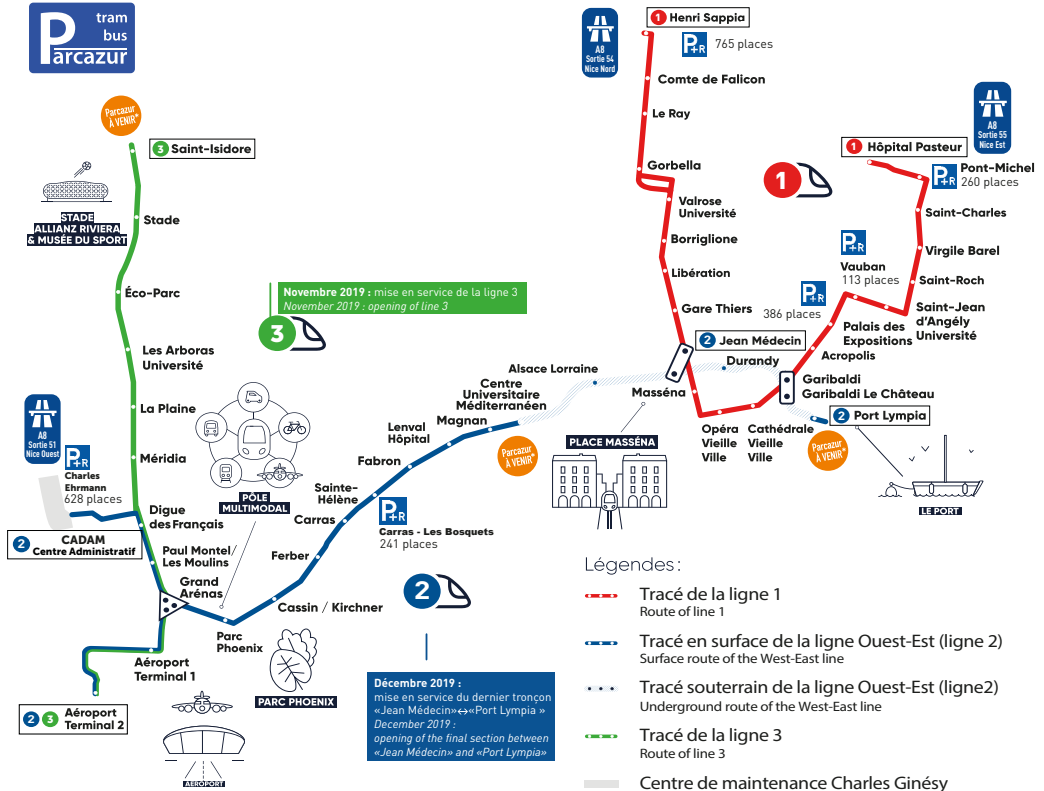 tram
bus
Parcazur
A8
Sortie 54
Nice Nord
1 Henri Sappia
P+R
765 places
Comte de Falicon
Le Ray
Gorbella
Valrose
Université
Borriglione
Libération
Gare Thiers
1
A8
Sortie 55
Nice Est
1 Hôpital Pasteur
P+R
Pont-Michel
260 places
Saint-Charles
Virgile Barel
Saint-Roch
Saint-Jean
d'Angély
Université
P+R
Vauban
113 places
P+R
386 places
Palais des
Expositions
Acropolis
2 Jean Médecin
Durandy
Garibaldi
Garibaldi Le Château
2 Port Lympia
Parcazur
À VENIR*
LE PORT
Cathédrale
Vieille
Ville
Opéra
Vieille
Ville
Masséna
PLACE MASSÉNA
Parcazur
À VENIR*
3 Saint-Isidore
STADE
ALLIANZ RIVIERA
& MUSÉE DU SPORT
Stade
Éco-Parc
Les Arboras
Université
La Plaine
Méridia
Digue
des Français
Paul Montel/
Les Moulins
Grand
Arénas
Novembre 2019 : mise en service de la ligne 3
November 2019 : opening of line 3
3
A8
Sortie 51
Nice Ouest
P+R
Charles
Ehrmann
628 places
2 CADAM
Centre Administratif
PÔLE
MULTIMODAL
Alsace Lorraine
Centre
Universitaire
Méditerranéen
Magnan
Parcazur
À VENIR*
Lenval
Hôpital
Fabron
Sainte-
Hélène
Carras
P+R
Carras - Les Bosquets
241 places
Ferber
Cassin / Kirchner
Parc
Phoenix
PARC PHOENIX
Aéroport
Terminal 1
2 3 Aéroport
Terminal 2
AÉROPORT
2
Décembre 2019 :
mise en service du dernier tronçon
«Jean Médecin»↔«Port Lympia »
December 2019 :
opening of the final section between
«Jean Médecin» and «Port Lympia»
Légendes :
Tracé de la ligne 1
Route of line 1
Tracé en surface de la ligne Ouest-Est (ligne 2)
Surface route of the West-East line
Tracé souterrain de la ligne Ouest-Est (ligne2)
Underground route of the West-East line
Tracé de la ligne 3
Route of line 3
Centre de maintenance Charles Ginésy